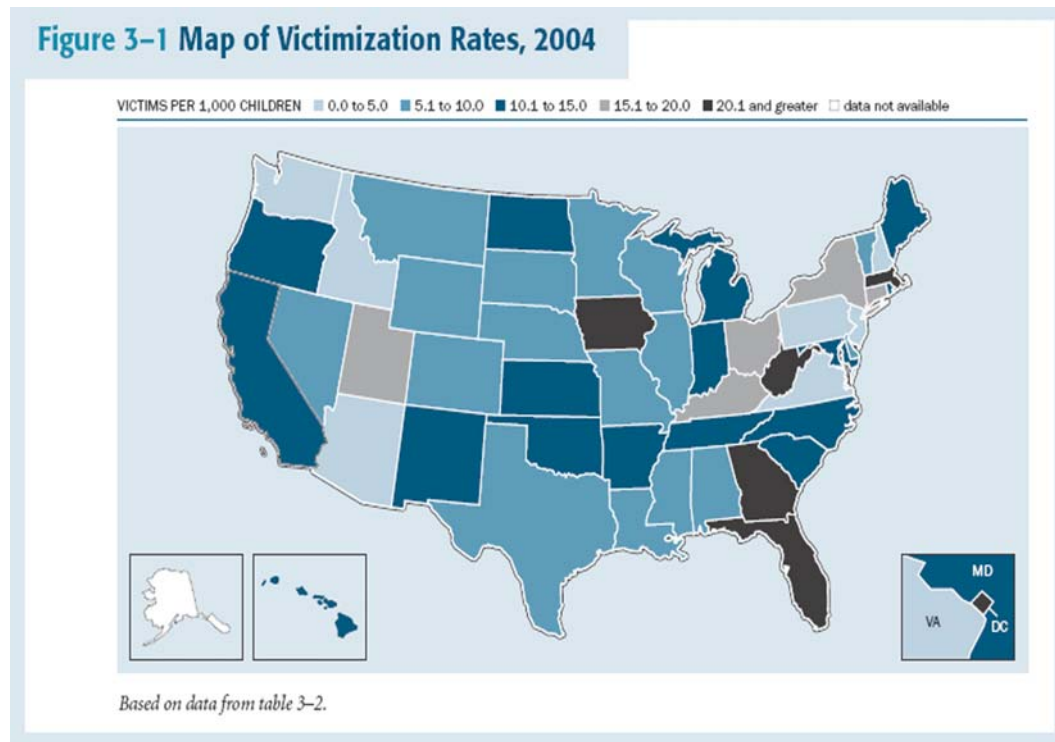 Figure 3–1 Map of Victimization Rates, 2004
VICTIMS PER 1,000 CHILDREN 0.0 to 5.0 5.1 to 10.0 10.1 to 15.0 15.1 to 20.0 20.1 and greater data not available
MD
VA
DC
Based on data from table 3–2.